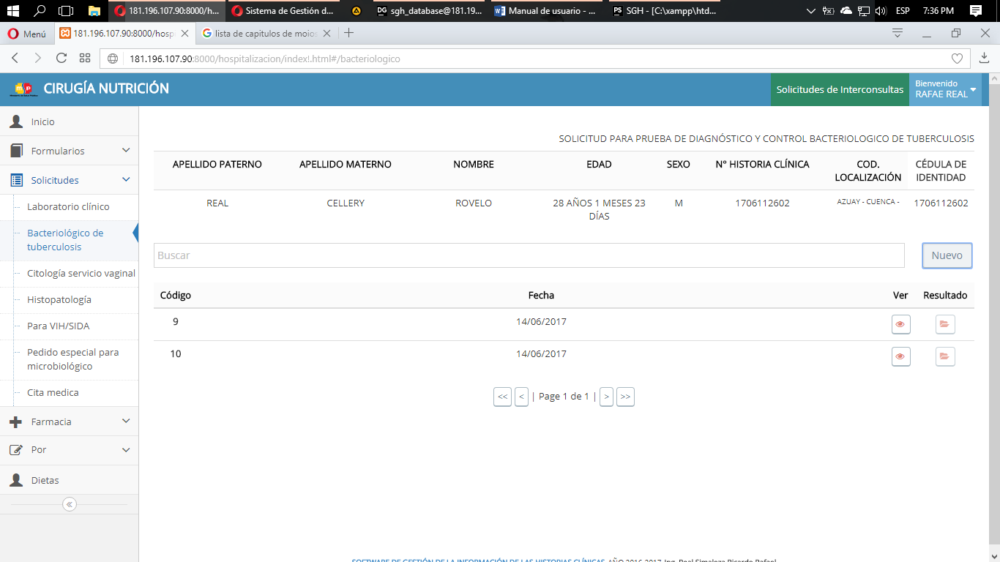 181.196.107.90:8000/h...
Sistema de Gestión d...
DG sgh_database@181.19...
Manual de usuario - ...
PS SGH - [C:\xampp\htd...
ESP
7:36 PM
Menú
181.196.107.90:8000/hosp
lista de capitulos de moios
181.196.107.90:8000/hospitalizacion/index!.html#/bacteriologico
msp
CIRUGÍA NUTRICIÓN
Solicitudes de Interconsultas
Bienvenido
RAFAE REAL
Inicio
Formularios
Solicitudes
Laboratorio clínico
Bacteriológico de
tuberculosis
Citología servicio vaginal
Histopatología
Para VIH/SIDA
Pedido especial para
microbiológico
Cita medica
Farmacia
Por
Dietas
SOLICITUD PARA PRUEBA DE DIAGNÓSTICO Y CONTROL BACTERIOLOGICO DE TUBERCULOSIS
APELLIDO PATERNO APELLIDO MATERNO NOMBRE EDAD SEXO N° HISTORIA CLÍNICA COD. LOCALIZACIÓN CÉDULA DE IDENTIDAD
REAL CELLERY ROVELO 28 AÑOS 1 MESES 23 DÍAS M 1706112602 AZUAY - CUENCA - 1706112602
Buscar
Nuevo
Código Fecha Ver Resultado
9 14/06/2017
10 14/06/2017
<< < | Page 1 de 1 | > >>
SOFTWARE DE GESTIÓN DE LA INFORMACIÓN DE LAS HISTORIAS CLÍNICAS AÑO 2016-2017 Ing. Real Simaloza Ricardo Rafael